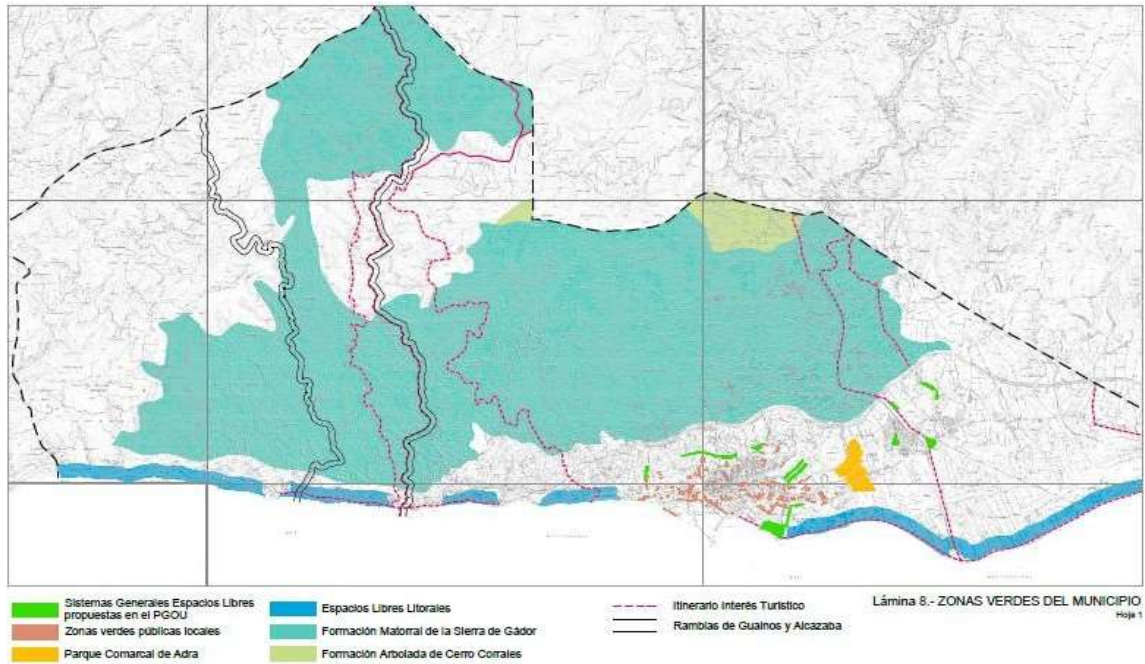 Sistemas Generales Espacios Libres
propuestas en el PGOU
Zonas verdes públicas locales
Parque Comarcal de Adra
Espacios Libres Litorales
Formación Matorral de la Sierra de Gádor
Formación Arbolada de Cerro Corrales
Itinerario Interés Turístico
Ramblas de Gualnos y Alcazaba
Lámina 8.- ZONAS VERDES DEL MUNICIPIO
Hoja 1